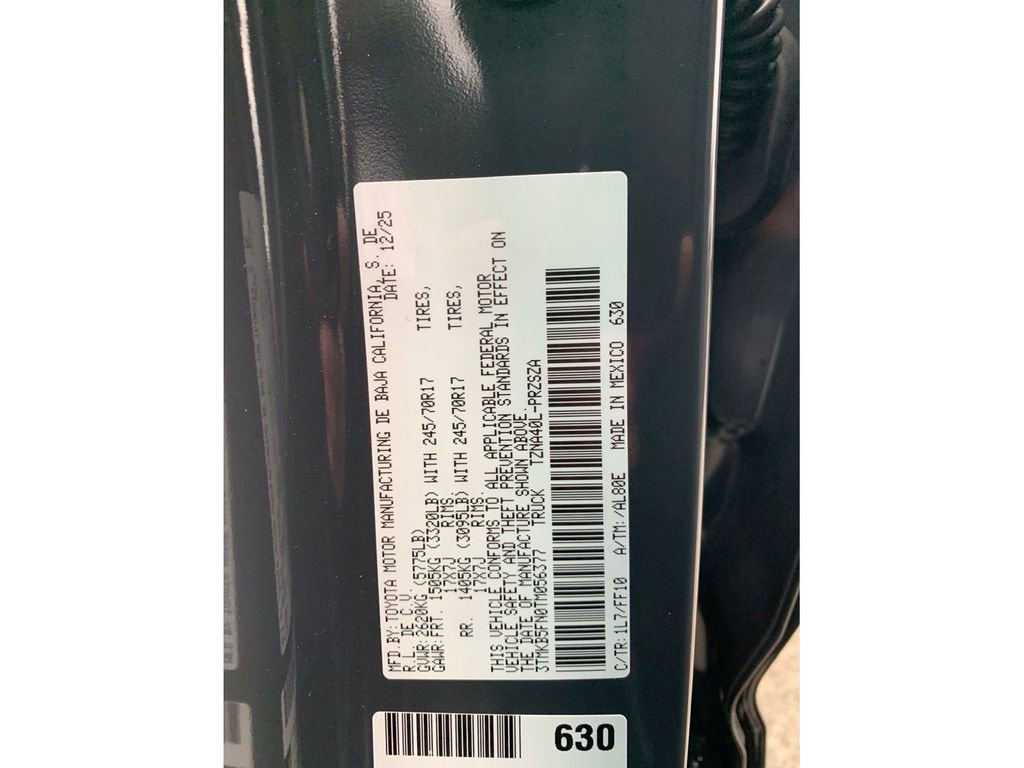 MFD.BY:TOYOTA MOTOR MANUFACTURING DE BAJA CALIFORNIA, S. DE
R.L. DE C.V. DATE: 12/25
GVWR:2620KG (5775LB)
GAWR:FRT. 1505KG (3320LB) WITH 245/70R17 TIRES,
17X7J RIMS.
RR. 1405KG (3095LB) WITH 245/70R17 TIRES,
17X7J RIMS.
THIS VEHICLE CONFORMS TO ALL APPLICABLE FEDERAL MOTOR
VEHICLE SAFETY AND THEFT PREVENTION STANDARDS IN EFFECT ON
THE DATE OF MANUFACTURE SHOWN ABOVE.
3TMKB5FN0TM056377 TRUCK TZNA40L-PRZSZA
C/TR:1L7/FF10 A/TM:/AL80E MADE IN MEXICO 630
630